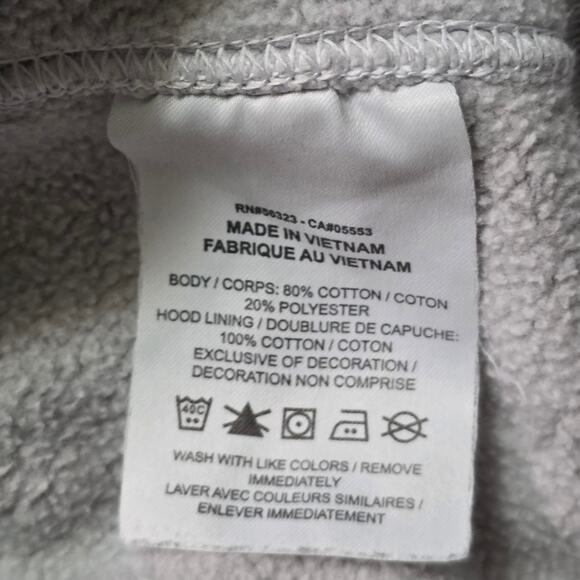 RN#56323 - CA#05553
MADE IN VIETNAM
FABRIQUE AU VIETNAM
BODY / CORPS: 80% COTTON / COTON
20% POLYESTER
HOOD LINING / DOUBLURE DE CAPUCHE:
100% COTTON / COTON
EXCLUSIVE OF DECORATION /
DECORATION NON COMPRISE
40C
WASH WITH LIKE COLORS / REMOVE
IMMEDIATELY
LAVER AVEC COULEURS SIMILAIRES /
ENLEVER IMMEDIATEMENT